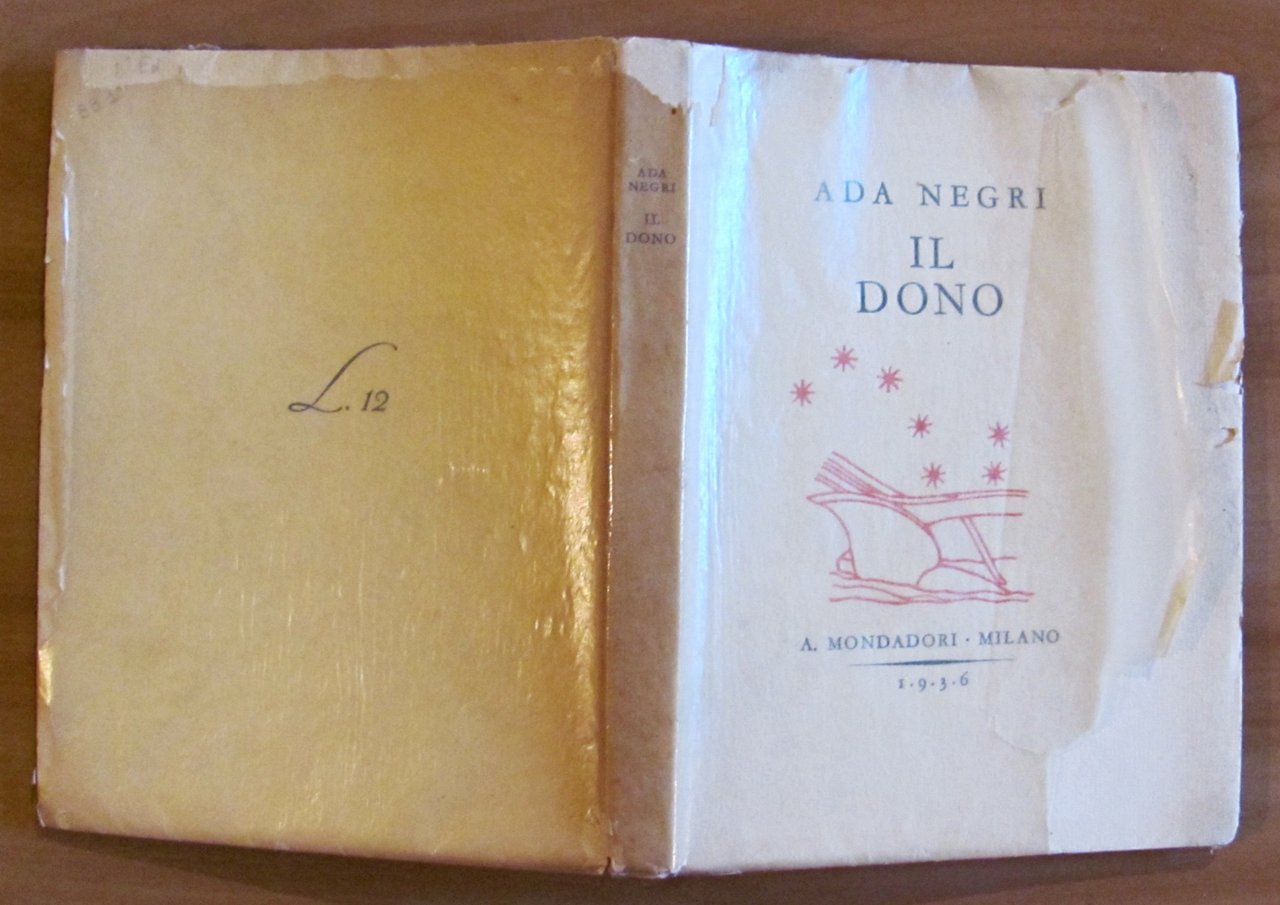 L. 12
ADA
NEGRI
IL
DONO
ADA NEGRI
IL
DONO
A. MONDADORI · MILANO
1·9·3·6